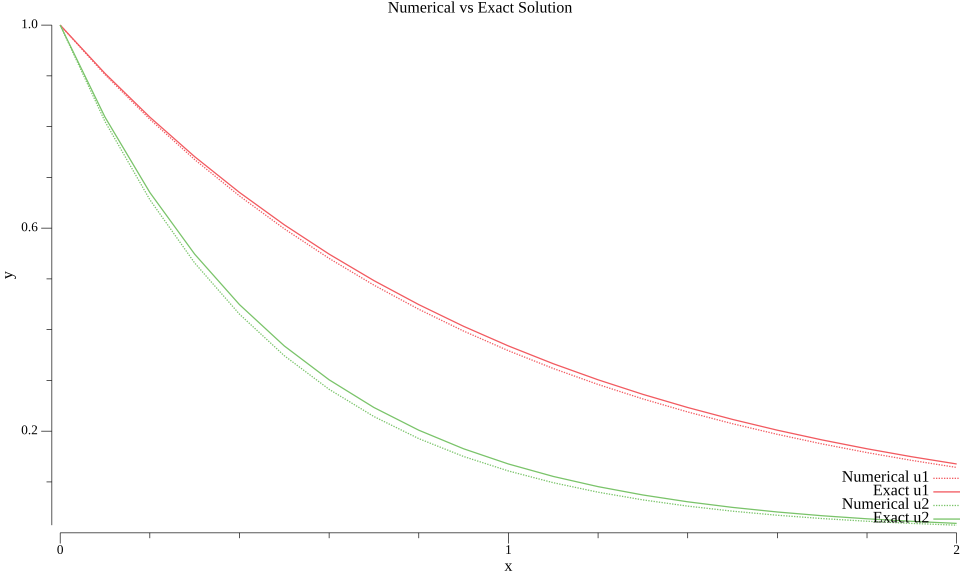 Numerical vs Exact Solution
1.0
0.6
y
0.2
Numerical u1
Exact u1
Numerical u2
Exact u2
0 1 2
x